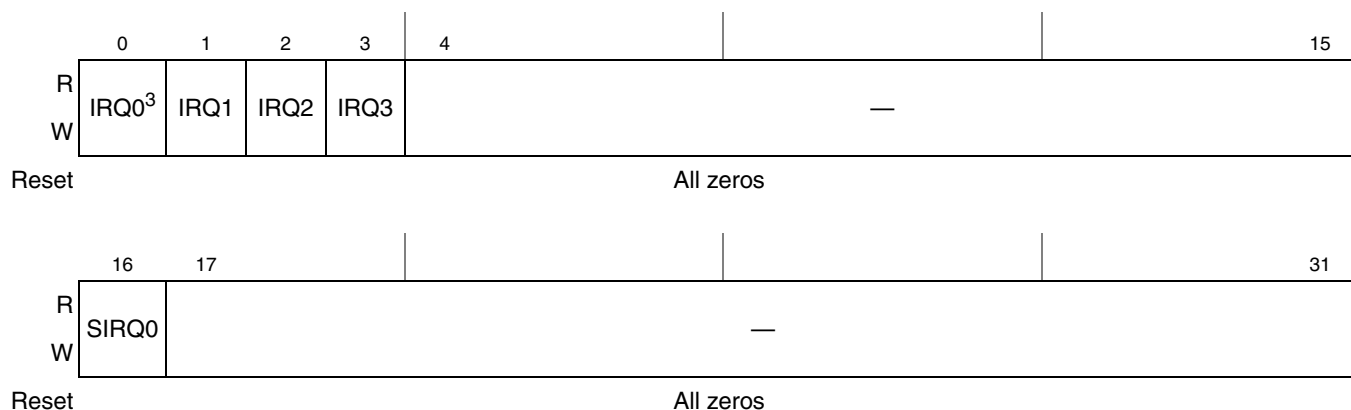 0 1 2 3 4 15
R
IRQ0³ IRQ1 IRQ2 IRQ3 —
W
Reset All zeros
16 17 31
R
SIRQ0 —
W
Reset All zeros